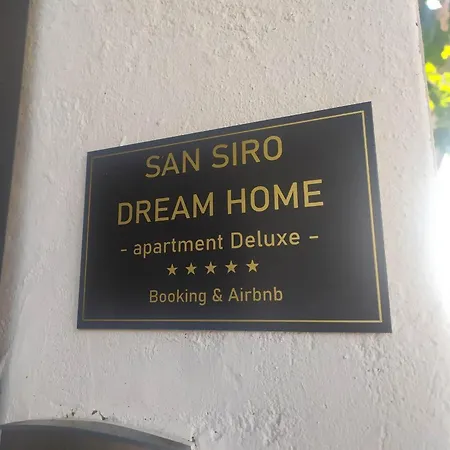 SAN SIRO
DREAM HOME
- apartment Deluxe -
★ ★ ★ ★ ★
Booking & Airbnb